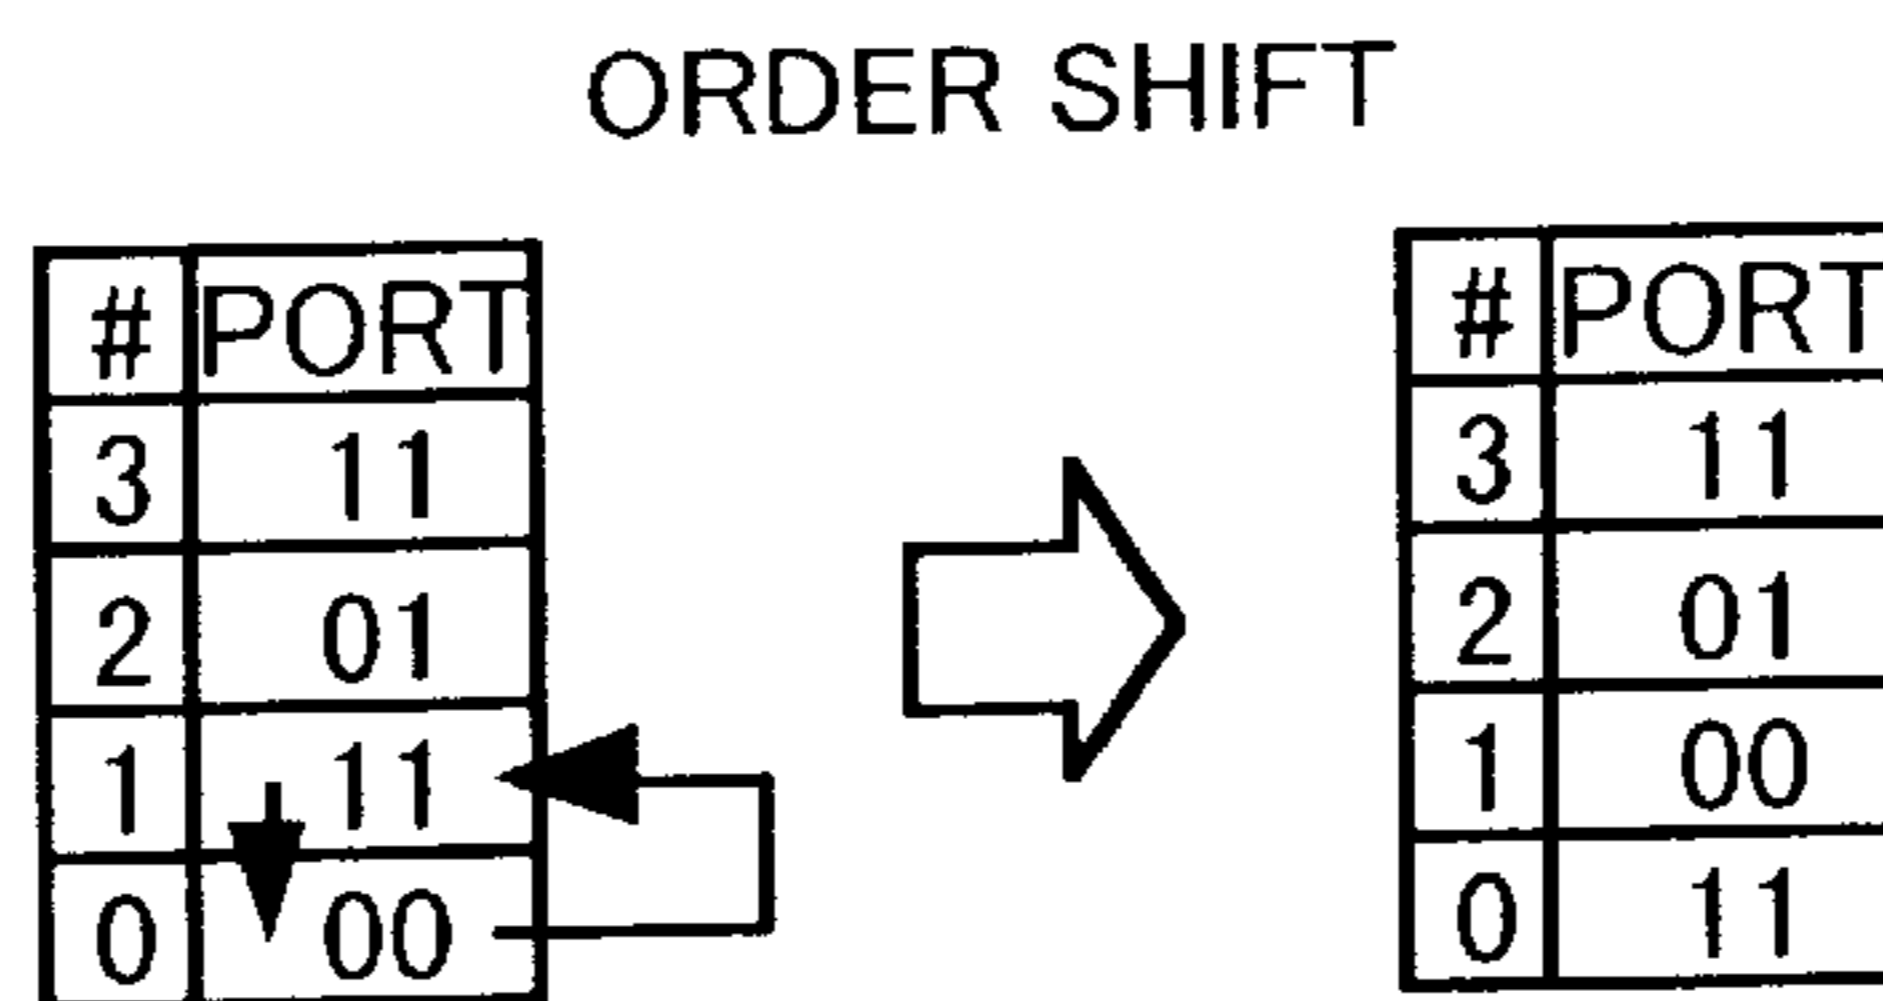 ORDER SHIFT
# PORT
3 11
2 01
1 11
0 00
# PORT
3 11
2 01
1 00
0 11